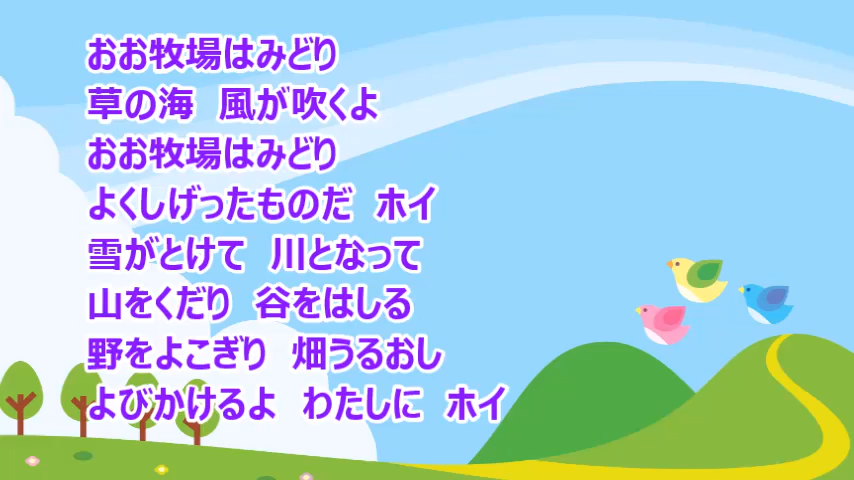 おお牧場はみどり
草の海　風が吹くよ
おお牧場はみどり
よくしげったものだ　ホイ
雪がとけて　川となって
山をくだり　谷をはしる
野をよこぎり　畑うるおし
よびかけるよ　わたしに　ホイ